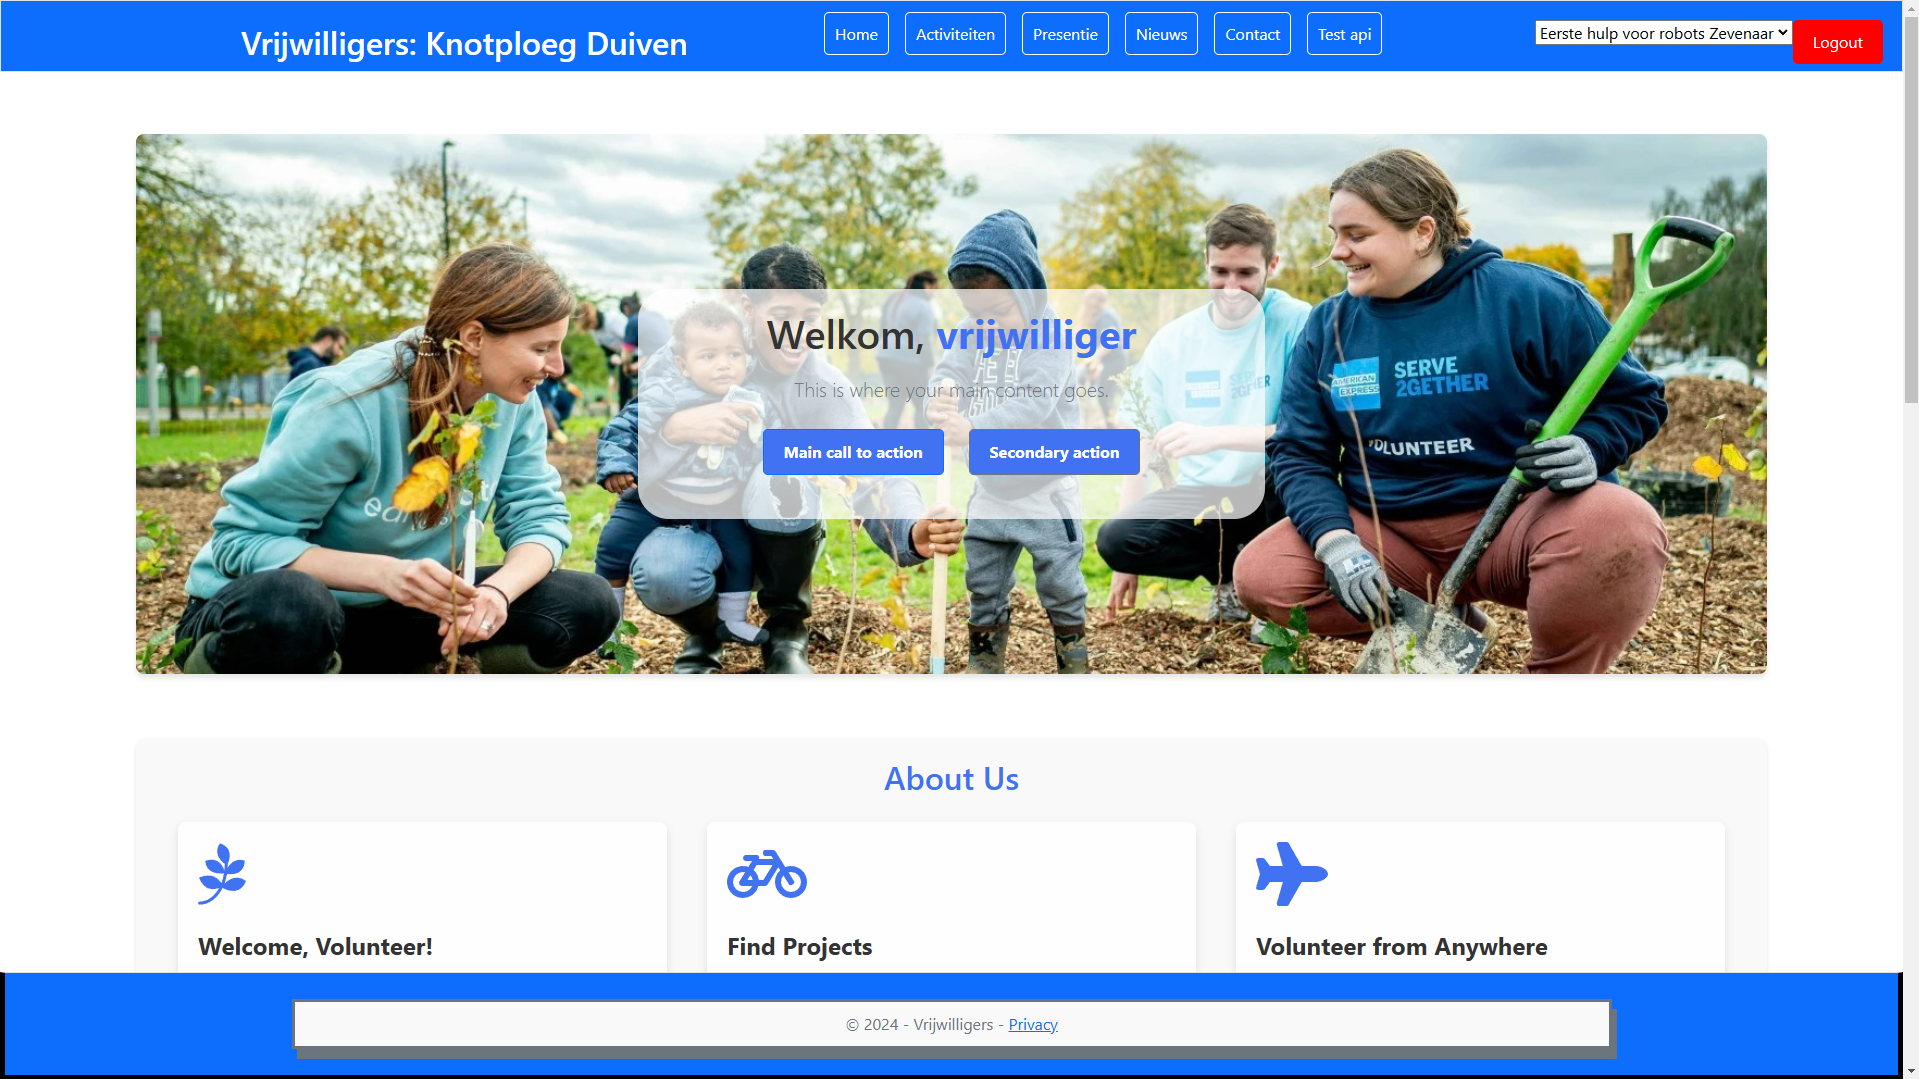 Vrijwilligers: Knotploeg Duiven
Home
Activiteiten
Presentie
Nieuws
Contact
Test api
Eerste hulp voor robots Zevenaar
Logout
Welkom, vrijwilliger
This is where your main content goes.
Main call to action
Secondary action
AMERICAN
EXPRESS
SERVE
2GETHER
VOLUNTEER
About Us
Welcome, Volunteer!
Find Projects
Volunteer from Anywhere
© 2024 - Vrijwilligers - Privacy